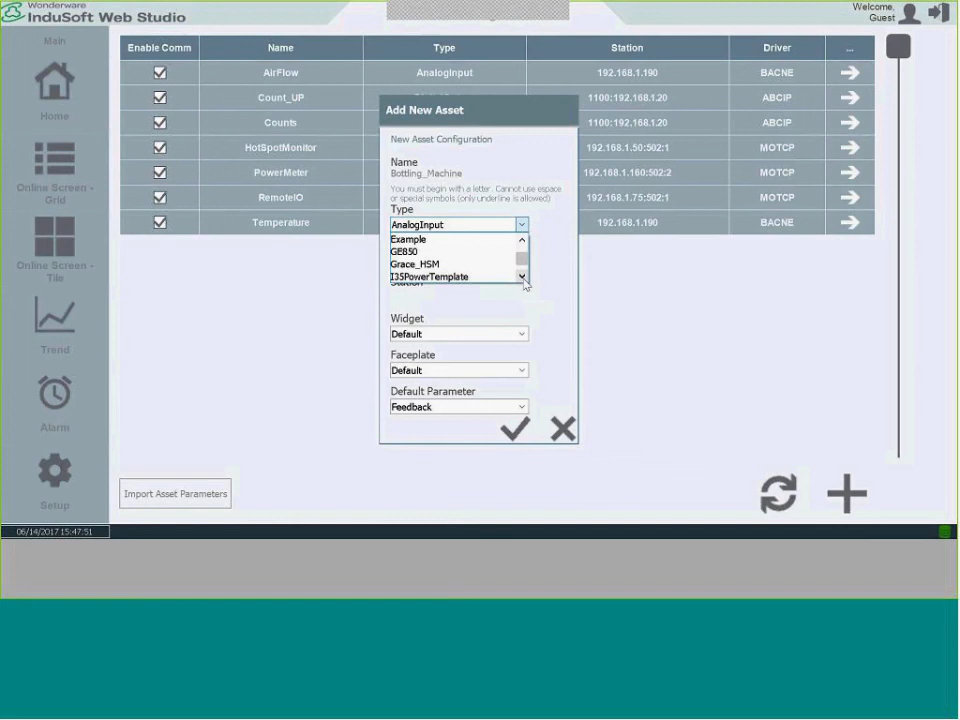 Wonderware
InduSoft Web Studio
Welcome,
Guest
Main
Home
Online Screen -
Grid
Online Screen -
Tile
Trend
Alarm
Setup
Enable Comm Name Type Station Driver ...
AirFlow AnalogInput 192.168.1.190 BACNE
Count_UP 1100:192.168.1.20 ABCIP
Counts 1100:192.168.1.20 ABCIP
HotSpotMonitor 192.168.1.50:502:1 MOTCP
PowerMeter 192.168.1.160:502:2 MOTCP
RemoteIO 192.168.1.75:502:1 MOTCP
Temperature 192.168.1.190 BACNE
Add New Asset
New Asset Configuration
Name
Bottling_Machine
You must begin with a letter. Cannot use espace
or special symbols (only underline is allowed)
Type
AnalogInput
Example
GE850
Grace_HSM
I35PowerTemplate
Station
Widget
Default
Faceplate
Default
Default Parameter
Feedback
Import Asset Parameters
06/14/2017 15:47:51